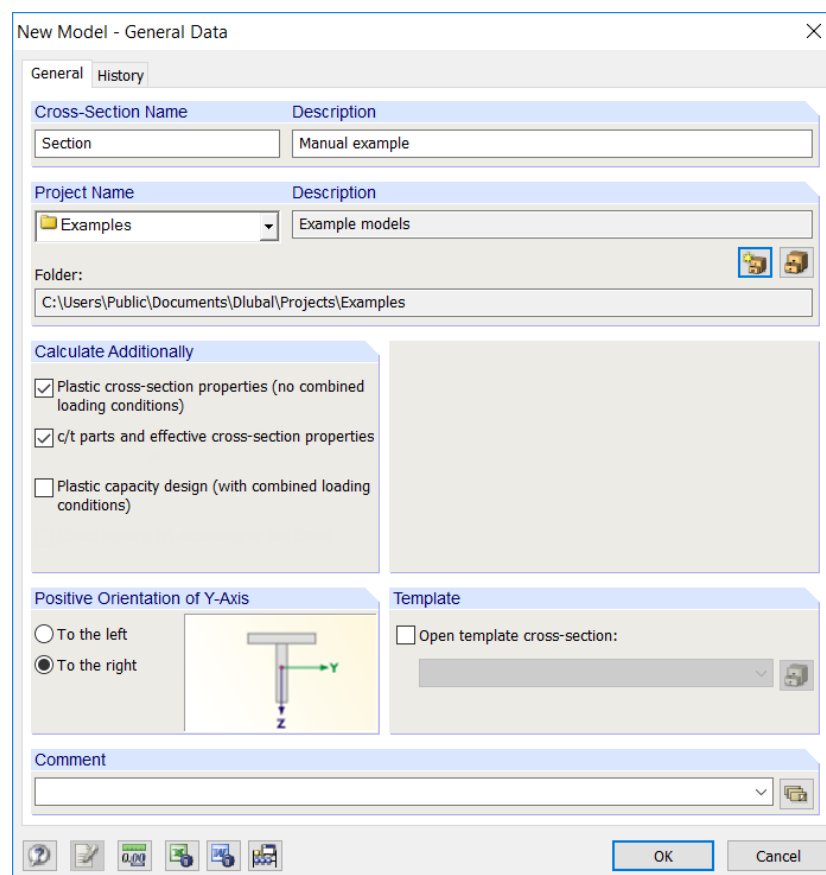 New Model - General Data
General History
Cross-Section Name Description
Section Manual example
Project Name Description
Examples Example models
Folder:
C:\Users\Public\Documents\Dlubal\Projects\Examples
Calculate Additionally
Plastic cross-section properties (no combined
loading conditions)
c/t parts and effective cross-section properties
Plastic capacity design (with combined loading
conditions)
Positive Orientation of Y-Axis Template
To the left Open template cross-section:
To the right
Y
Z
Comment
0.00
OK Cancel